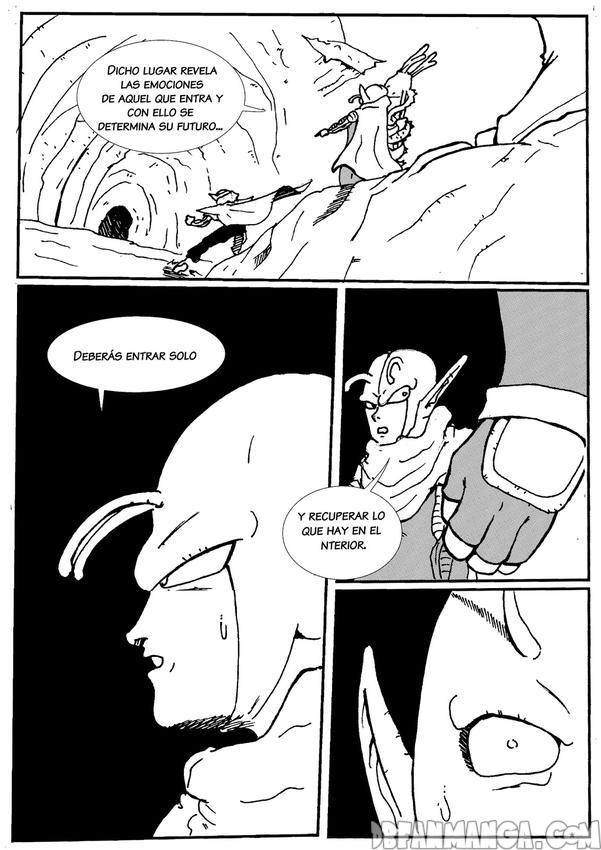 Dicho lugar revela
las emociones
de aquel que entra y
con ello se
determina su futuro...
Deberás entrar solo
y recuperar lo
que hay en el
nterior.
DBFANMANGA.COM